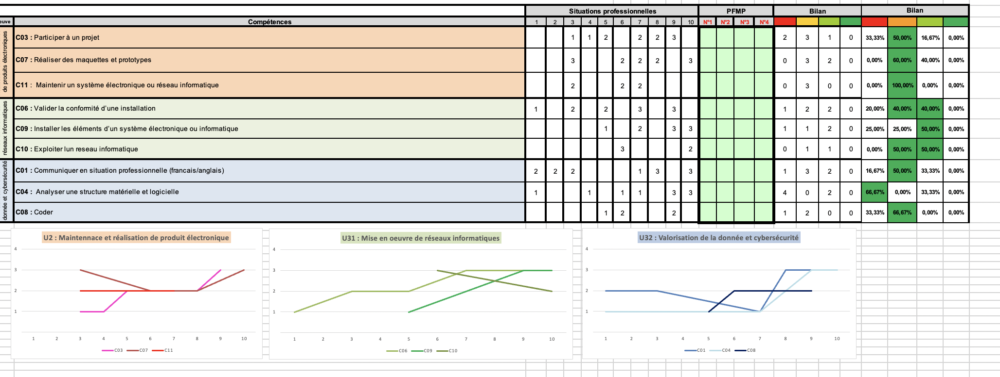 Situations professionnelles PFMP Bilan Bilan
euve Compétences 1 2 3 4 5 6 7 8 9 10 N°1 N°2 N°3 N°4
de produits électroniques
C03 : Participer à un projet 1 1 2 2 2 3 2 3 1 0 33,33% 50,00% 16,67% 0,00%
C07 : Réaliser des maquettes et prototypes 3 2 2 2 3 0 3 2 0 0,00% 60,00% 40,00% 0,00%
C11 : Maintenir un système électronique ou réseau informatique 2 2 2 0 3 0 0 0,00% 100,00% 0,00% 0,00%
réseaux informatiques
C06 : Valider la conformité d'une installation 1 2 2 3 3 1 2 2 0 20,00% 40,00% 40,00% 0,00%
C09 : Installer les éléments d'un système électronique ou informatique 1 2 3 3 1 1 2 0 25,00% 25,00% 50,00% 0,00%
C10 : Exploiter lun reseau informatique 3 2 0 1 1 0 0,00% 50,00% 50,00% 0,00%
donnée et cybersécurité
C01 : Communiquer en situation professionnelle (francais/anglais) 2 2 2 1 3 3 1 3 2 0 16,67% 50,00% 33,33% 0,00%
C04 : Analyser une structure matérielle et logicielle 1 1 1 1 3 3 4 0 2 0 66,67% 0,00% 33,33% 0,00%
C08 : Coder 1 2 2 1 2 0 0 33,33% 66,67% 0,00% 0,00%
U2 : Maintennace et réalisation de produit électronique
4
3
2
1
1 2 3 4 5 6 7 8 9 10
C03 C07 C11
U31 : Mise en oeuvre de réseaux informatiques
4
3
2
1
1 2 3 4 5 6 7 8 9 10
C06 C09 C10
U32 : Valorisation de la donnée et cybersécurité
4
3
2
1
1 2 3 4 5 6 7 8 9 10
C01 C04 C08